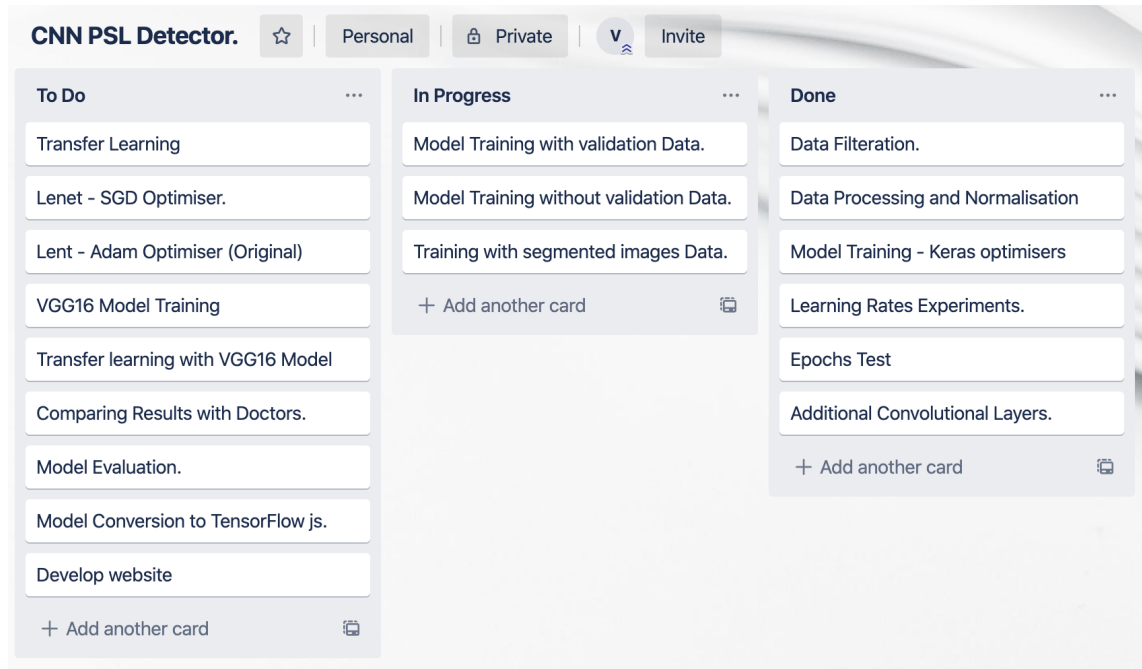 CNN PSL Detector.
Personal
Private
V
Invite
To Do
Transfer Learning
Lenet - SGD Optimiser.
Lent - Adam Optimiser (Original)
VGG16 Model Training
Transfer learning with VGG16 Model
Comparing Results with Doctors.
Model Evaluation.
Model Conversion to TensorFlow js.
Develop website
Add another card
In Progress
Model Training with validation Data.
Model Training without validation Data.
Training with segmented images Data.
Add another card
Done
Data Filteration.
Data Processing and Normalisation
Model Training - Keras optimisers
Learning Rates Experiments.
Epochs Test
Additional Convolutional Layers.
Add another card